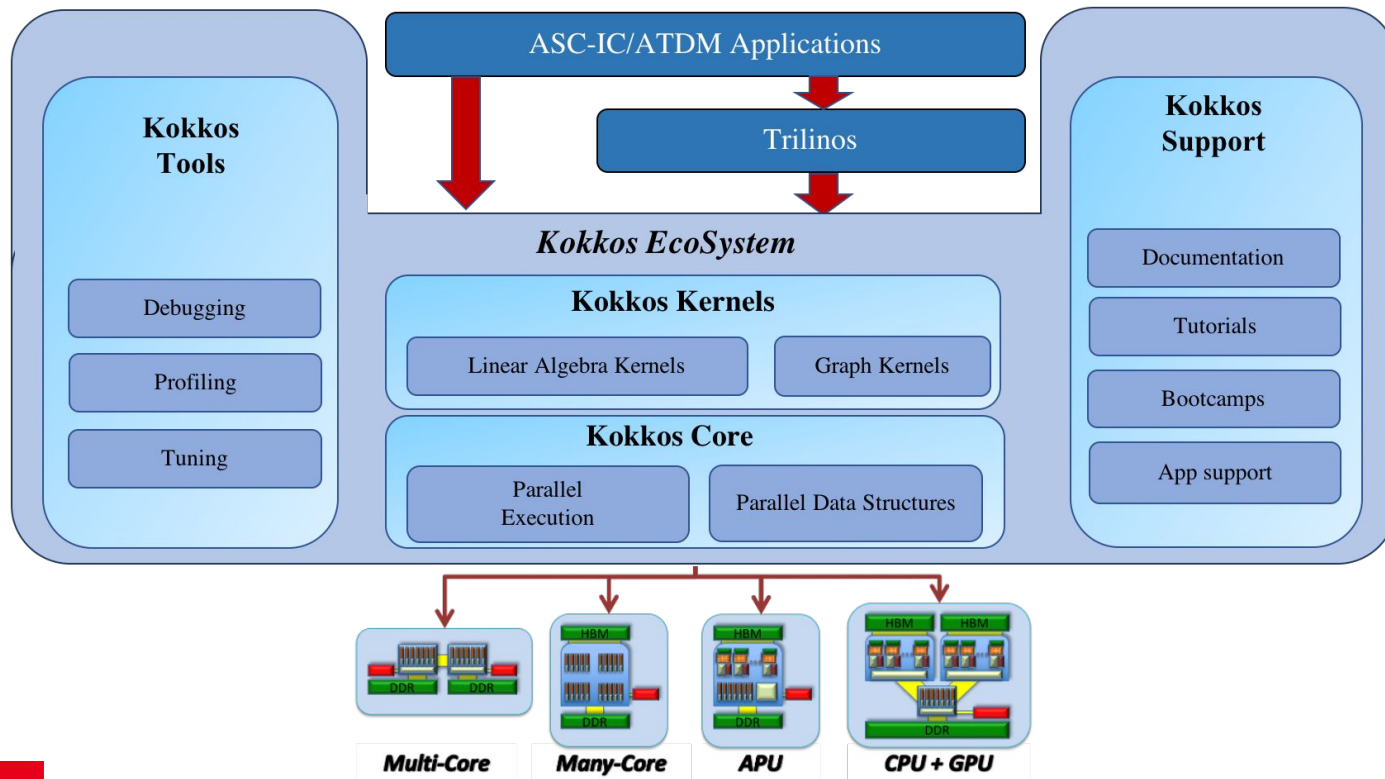 ASC-IC/ATDM Applications
Trilinos
Kokkos
Tools
Debugging
Profiling
Tuning
Kokkos EcoSystem
Kokkos Kernels
Linear Algebra Kernels
Graph Kernels
Kokkos Core
Parallel
Execution
Parallel Data Structures
Kokkos
Support
Documentation
Tutorials
Bootcamps
App support
DDR
DDR
HBM
DDR
HBM
DDR
HBM
HBM
DDR
Multi-Core
Many-Core
APU
CPU + GPU